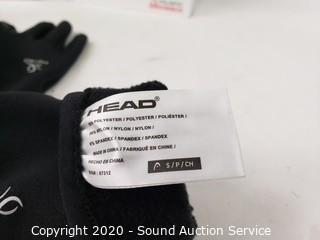 HEAD
POLYESTER / POLYESTER / POLIÉSTER /
NYLON / NYLON / NYLON /
SPANDEX / SPANDEX / SPANDEX
MADE IN CHINA / FABRIQUÉ EN CHINE /
HECHO EN CHINA
S / P / CH
Copyright 2020 - Sound Auction Service